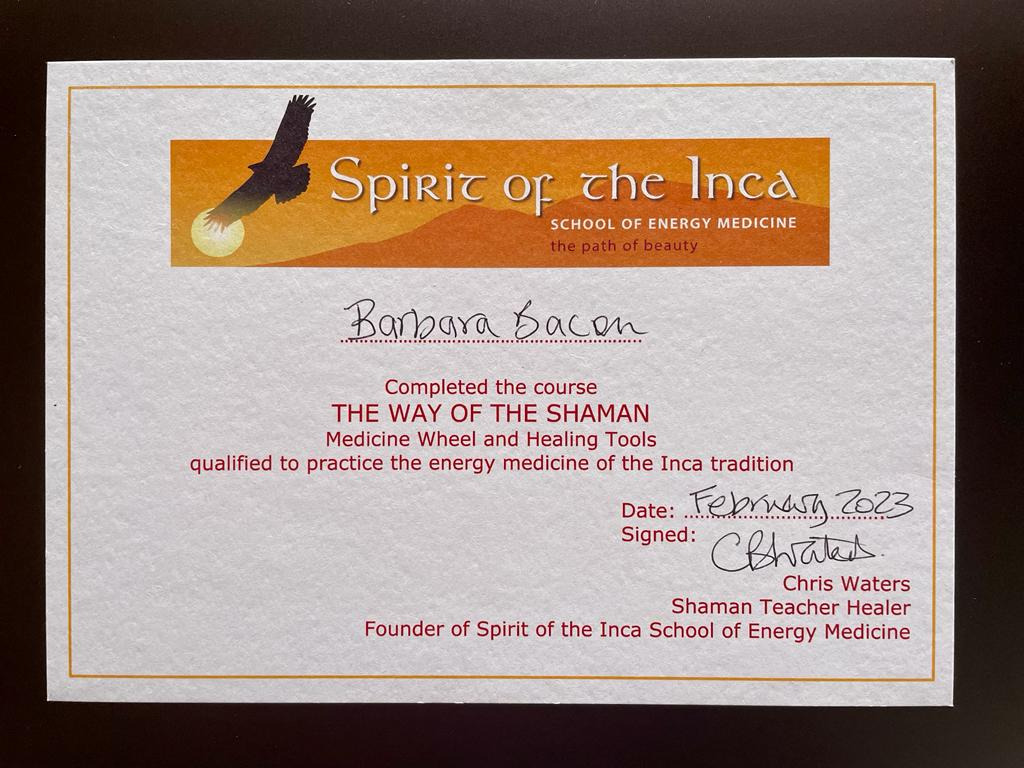 Spirit of the Inca
SCHOOL OF ENERGY MEDICINE
the path of beauty
Barbara Bacon
Completed the course
THE WAY OF THE SHAMAN
Medicine Wheel and Healing Tools
qualified to practice the energy medicine of the Inca tradition
Date: February 2023
Signed: CBWaters.
Chris Waters
Shaman Teacher Healer
Founder of Spirit of the Inca School of Energy Medicine